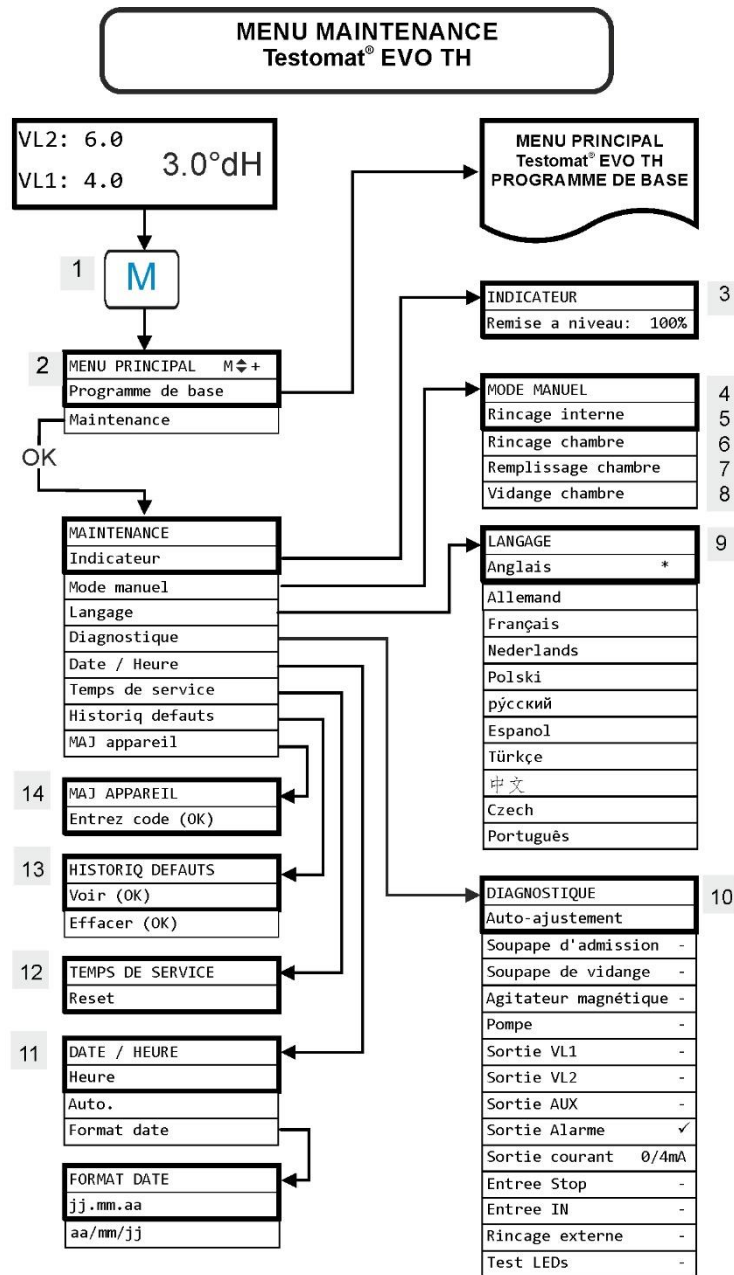 MENU MAINTENANCE
Testomat® EVO TH
VL2: 6.0
VL1: 4.0
3.0°dH
MENU PRINCIPAL
Testomat® EVO TH
PROGRAMME DE BASE
1
M
2
MENU PRINCIPAL M+
Programme de base
Maintenance
OK
INDICATEUR
Remise a niveau: 100%
3
MODE MANUEL
Rincage interne
Rincage chambre
Remplissage chambre
Vidange chambre
4
5
6
7
8
MAINTENANCE
Indicateur
Mode manuel
Langage
Diagnostique
Date / Heure
Temps de service
Historiq defauts
MAJ appareil
LANGAGE
Anglais *
Allemand
Français
Nederlands
Polski
рýсский
Espanol
Türkçe
中文
Czech
Português
9
14
MAJ APPAREIL
Entrez code (OK)
13
HISTORIQ DEFAUTS
Voir (OK)
Effacer (OK)
12
TEMPS DE SERVICE
Reset
11
DATE / HEURE
Heure
Auto.
Format date
FORMAT DATE
jj.mm.aa
aa/mm/jj
DIAGNOSTIQUE
Auto-ajustement
Soupape d'admission -
Soupape de vidange -
Agitateur magnétique -
Pompe -
Sortie VL1 -
Sortie VL2 -
Sortie AUX -
Sortie Alarme ✓
Sortie courant 0/4mA
Entree Stop -
Entree IN -
Rincage externe -
Test LEDs -
10